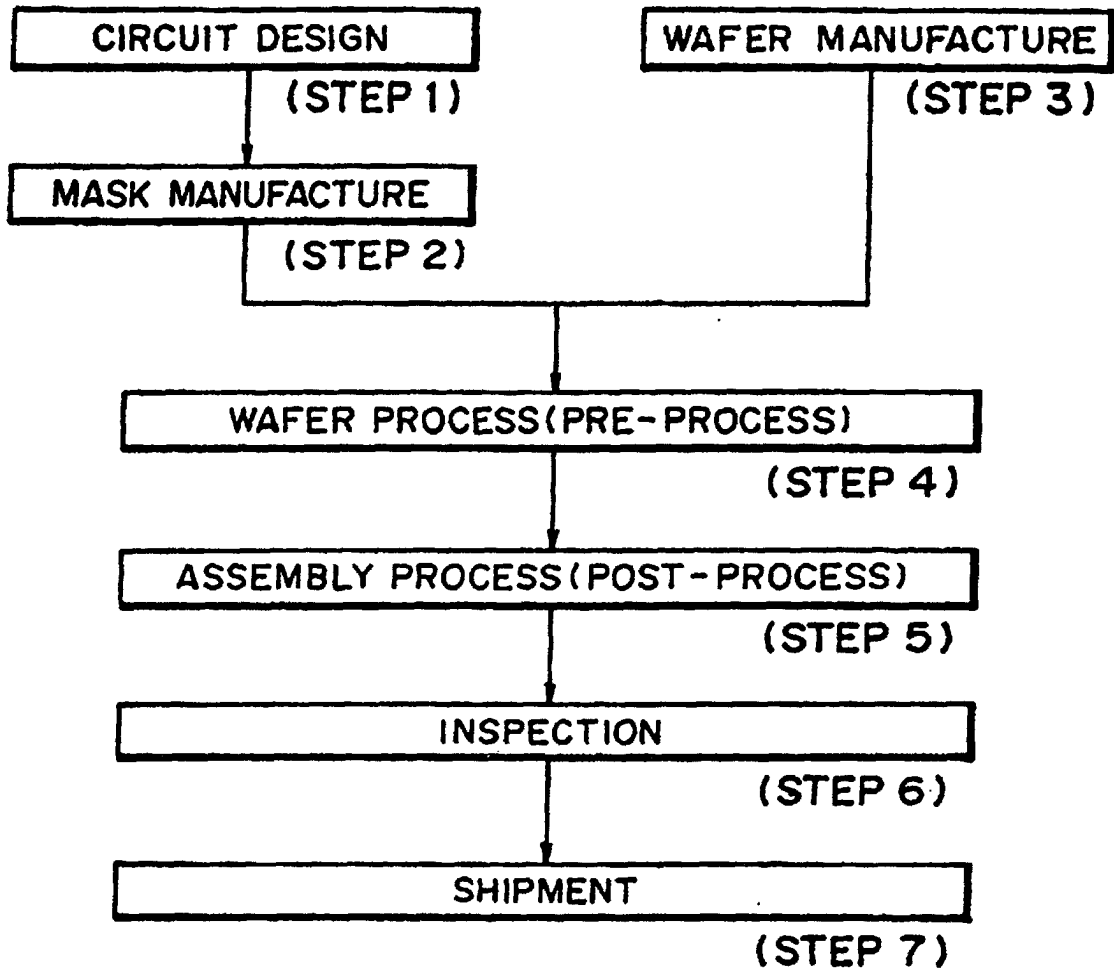 CIRCUIT DESIGN
(STEP 1)
WAFER MANUFACTURE
(STEP 3)
MASK MANUFACTURE
(STEP 2)
WAFER PROCESS(PRE-PROCESS)
(STEP 4)
ASSEMBLY PROCESS(POST-PROCESS)
(STEP 5)
INSPECTION
(STEP 6)
SHIPMENT
(STEP 7)